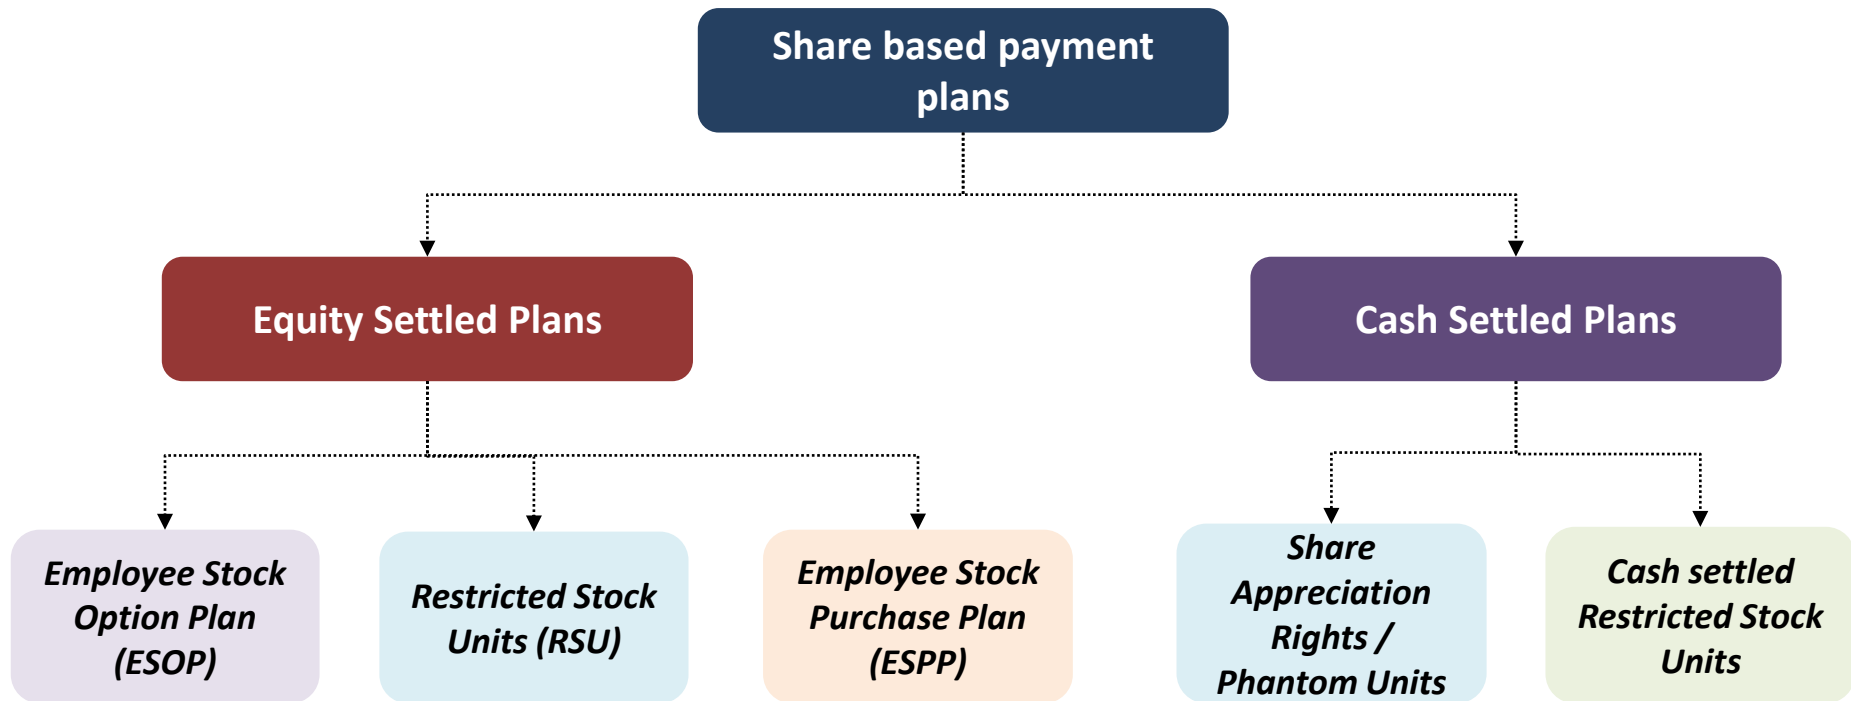 Share based payment
plans
Equity Settled Plans
Cash Settled Plans
Employee Stock
Option Plan
(ESOP)
Restricted Stock
Units (RSU)
Employee Stock
Purchase Plan
(ESPP)
Share
Appreciation
Rights /
Phantom Units
Cash settled
Restricted Stock
Units